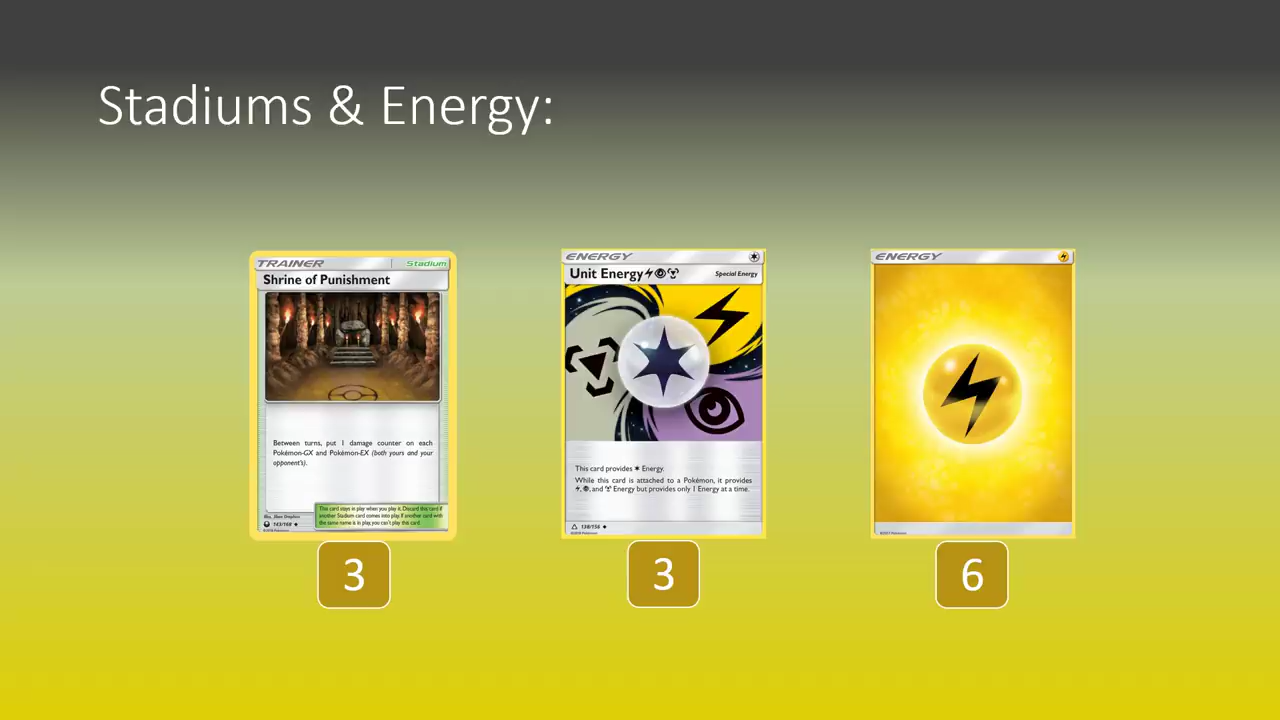 Stadiums & Energy:
TRAINER
Stadium
Shrine of Punishment
Between turns, put 1 damage counter on each
Pokémon-GX and Pokémon-EX (both yours and your
opponent's).
This card stays in play when you play it. Discard this card if
another Stadium card comes into play. If another card with
the same name is in play, you can't play this card.
143/168
3
ENERGY
Unit Energy
Special Energy
This card provides Energy.
While this card is attached to a Pokémon, it provides
, , and Energy but provides only 1 Energy at a time.
138/156
3
ENERGY
6